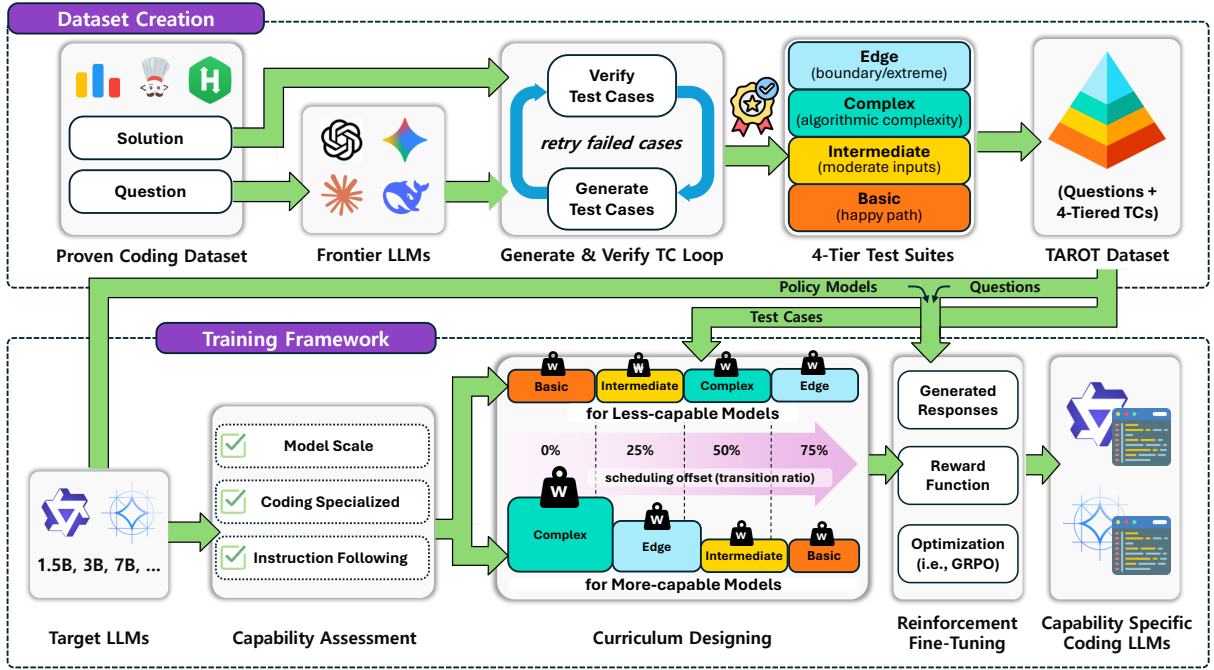 Dataset Creation
Solution
Question
Proven Coding Dataset
Frontier LLMs
Verify
Test Cases
retry failed cases
Generate
Test Cases
Generate & Verify TC Loop
Edge
(boundary/extreme)
Complex
(algorithmic complexity)
Intermediate
(moderate inputs)
Basic
(happy path)
4-Tier Test Suites
(Questions +
4-Tiered TCs)
TAROT Dataset
Policy Models
Questions
Test Cases
Training Framework
1.5B, 3B, 7B, ...
Target LLMs
Model Scale
Coding Specialized
Instruction Following
Capability Assessment
W
W
W
W
Basic
Intermediate
Complex
Edge
for Less-capable Models
0%
25%
50%
75%
scheduling offset (transition ratio)
W
W
W
W
Complex
Edge
Intermediate
Basic
for More-capable Models
Curriculum Designing
Generated
Responses
Reward
Function
Optimization
(i.e., GRPO)
Reinforcement
Fine-Tuning
Capability Specific
Coding LLMs